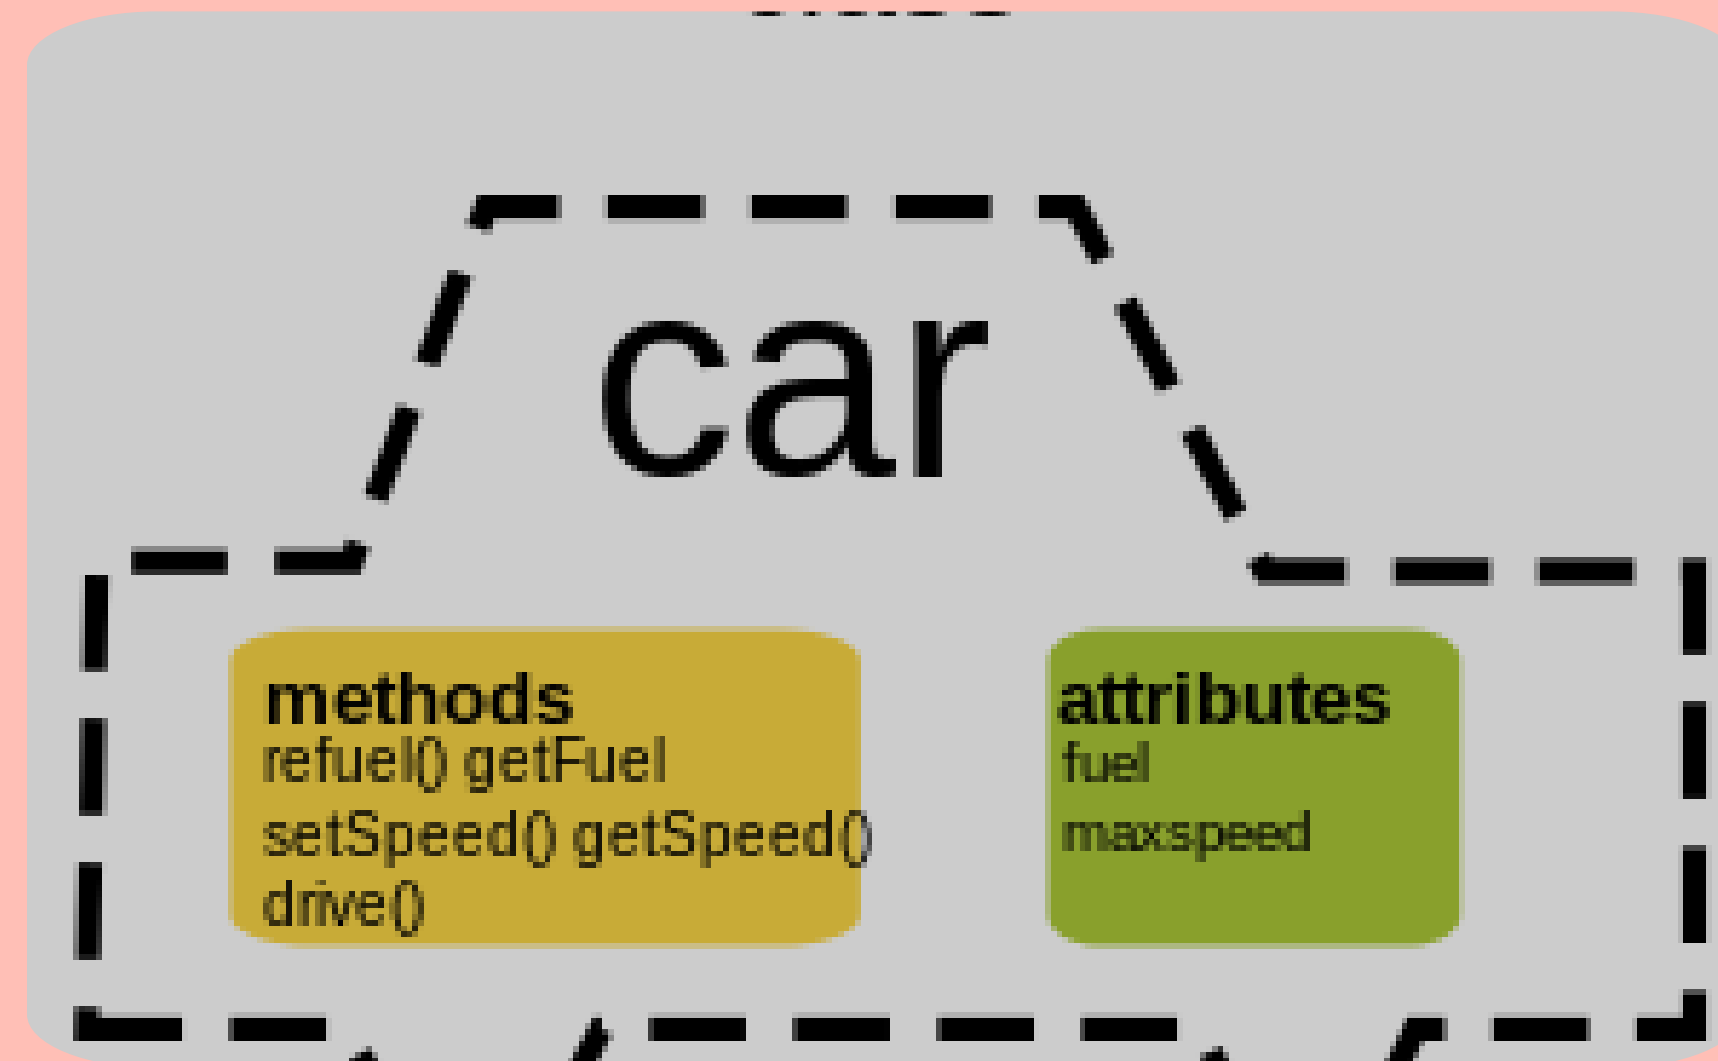 car
methods
refuel() getFuel
setSpeed() getSpeed()
drive()
attributes
fuel
maxspeed